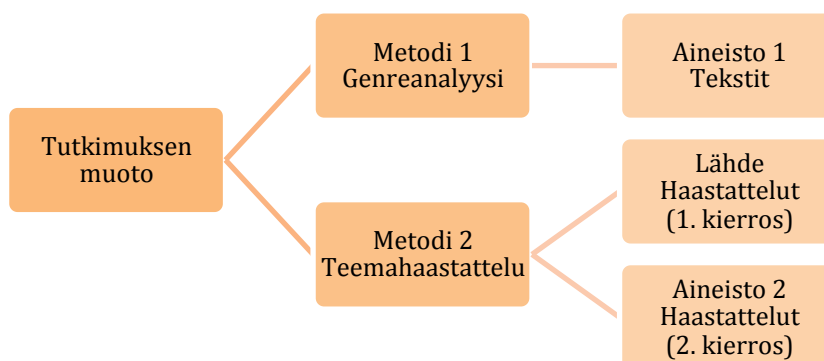 Tutkimuksen
muoto
Metodi 1
Genreanalyysi
Aineisto 1
Tekstit
Metodi 2
Teemahaastattelu
Lähde
Haastattelut
(1. kierros)
Aineisto 2
Haastattelut
(2. kierros)